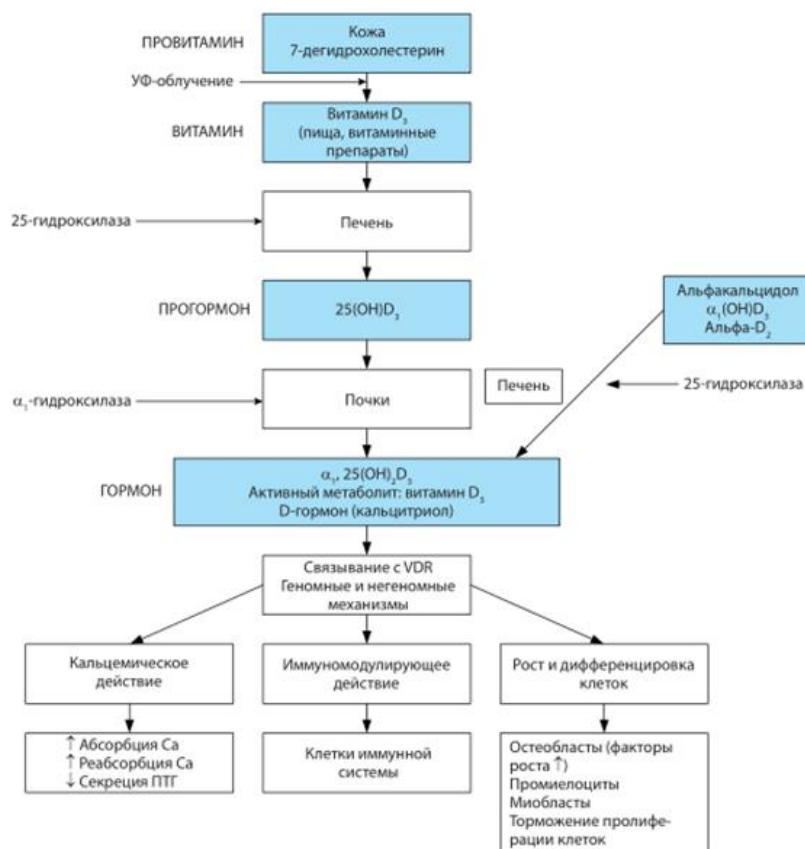 ПРОВИТАМИН
Кожа
7-дегидрохолестерин
УФ-облучение
ВИТАМИН
Витамин D₃
(пища, витаминные
препараты)
25-гидроксилаза
Печень
ПРОГОРМОН
25(OH)D₃
Альфакальцидол
α₁(OH)D₃
Альфа-D₂
α₁-гидроксилаза
Почки
Печень
25-гидроксилаза
ГОРМОН
α₁, 25(OH)₂D₃
Активный метаболит: витамин D₃
D-гормон (кальцитриол)
Связывание с VDR
Геномные и негеномные
механизмы
Кальцемическое
действие
Иммуномодулирующее
действие
Рост и дифференцировка
клеток
↑ Абсорбция Ca
↑ Реабсорбция Ca
↓ Секреция ПТГ
Клетки иммунной
системы
Остеобласты (факторы
роста ↑)
Промиелоциты
Миобласты
Торможение пролифе-
рации клеток